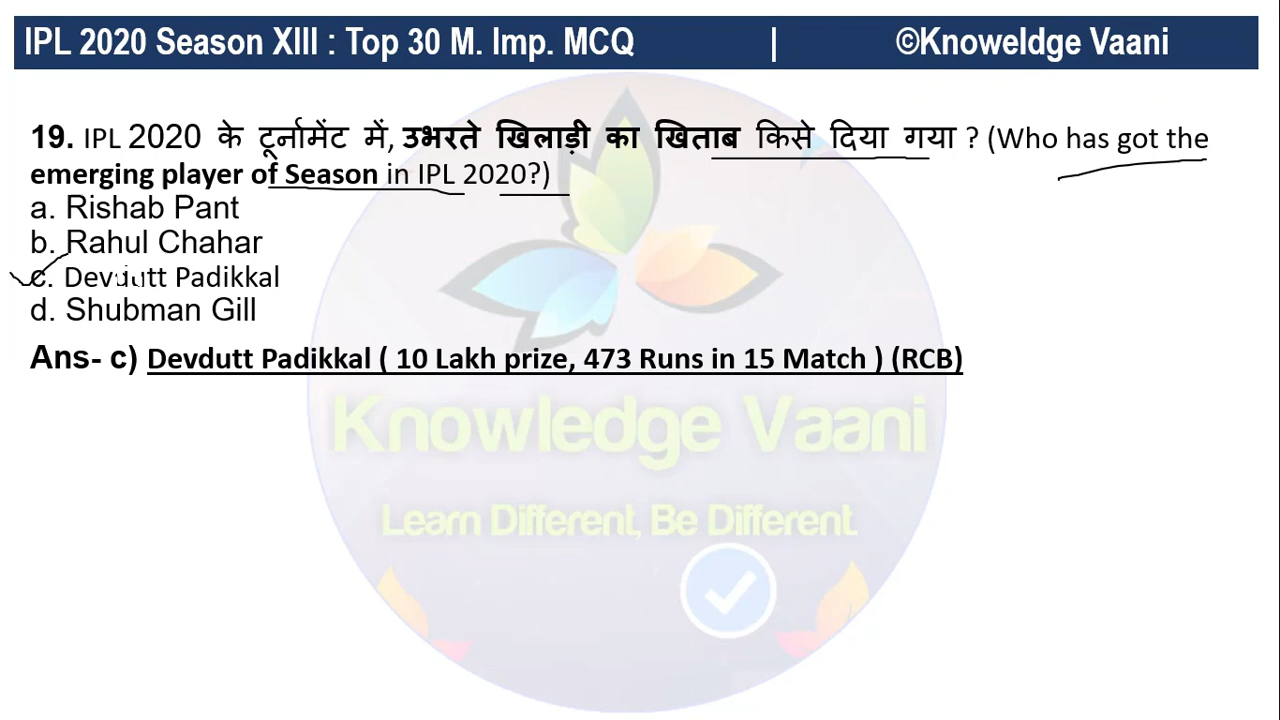 IPL 2020 Season XIII : Top 30 M. Imp. MCQ | ©Knoweldge Vaani
19. IPL 2020 के टूर्नामेंट में, उभरते खिलाड़ी का खिताब किसे दिया गया ? (Who has got the
emerging player of Season in IPL 2020?)
a. Rishab Pant
b. Rahul Chahar
c. Devdutt Padikkal
d. Shubman Gill
Ans- c) Devdutt Padikkal ( 10 Lakh prize, 473 Runs in 15 Match ) (RCB)
Knowledge Vaani
Learn Different, Be Different